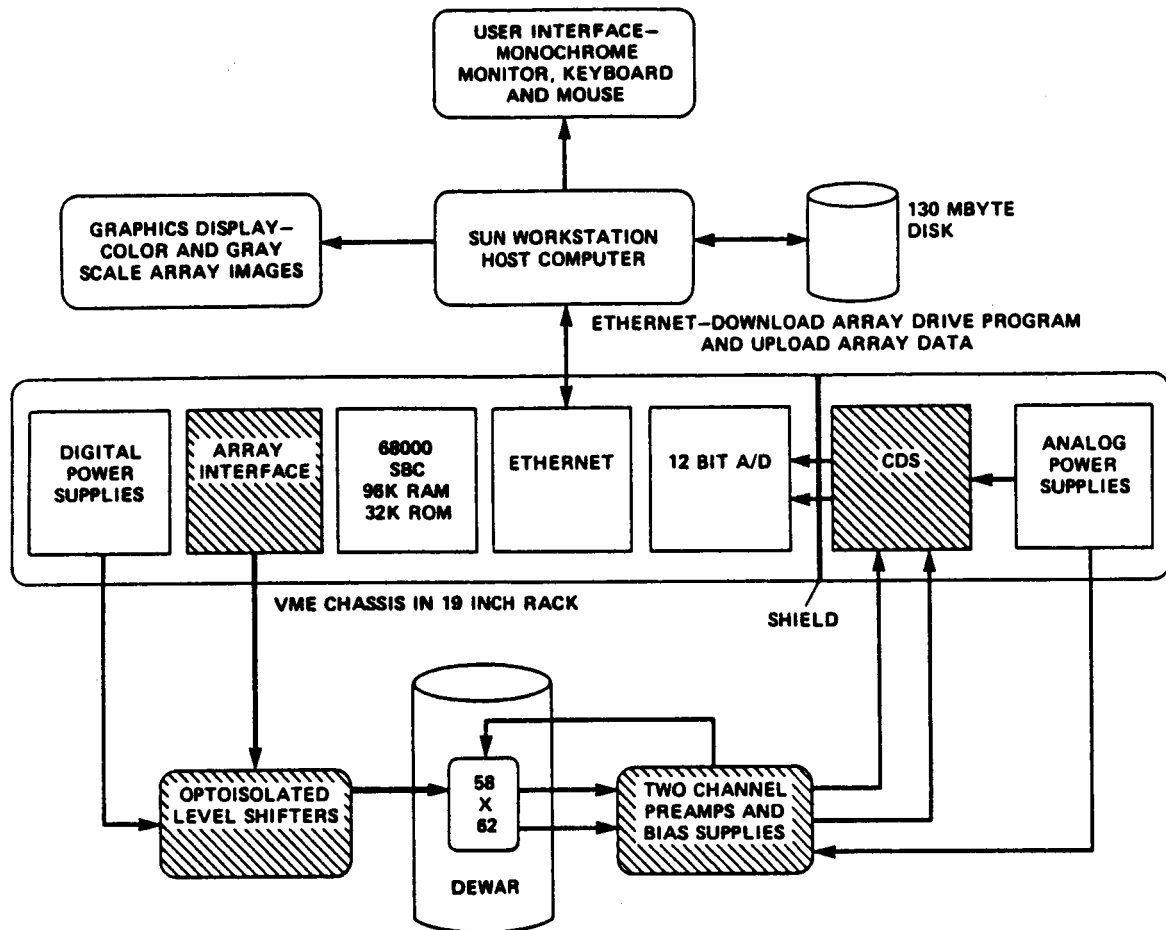 USER INTERFACE—
MONOCHROME
MONITOR, KEYBOARD
AND MOUSE
GRAPHICS DISPLAY—
COLOR AND GRAY
SCALE ARRAY IMAGES
SUN WORKSTATION
HOST COMPUTER
130 MBYTE
DISK
ETHERNET—DOWNLOAD ARRAY DRIVE PROGRAM
AND UPLOAD ARRAY DATA
DIGITAL
POWER
SUPPLIES
ARRAY
INTERFACE
68000
SBC
96K RAM
32K ROM
ETHERNET
12 BIT A/D
CDS
ANALOG
POWER
SUPPLIES
VME CHASSIS IN 19 INCH RACK
SHIELD
OPTOISOLATED
LEVEL SHIFTERS
58
X
62
DEWAR
TWO CHANNEL
PREAMPS AND
BIAS SUPPLIES